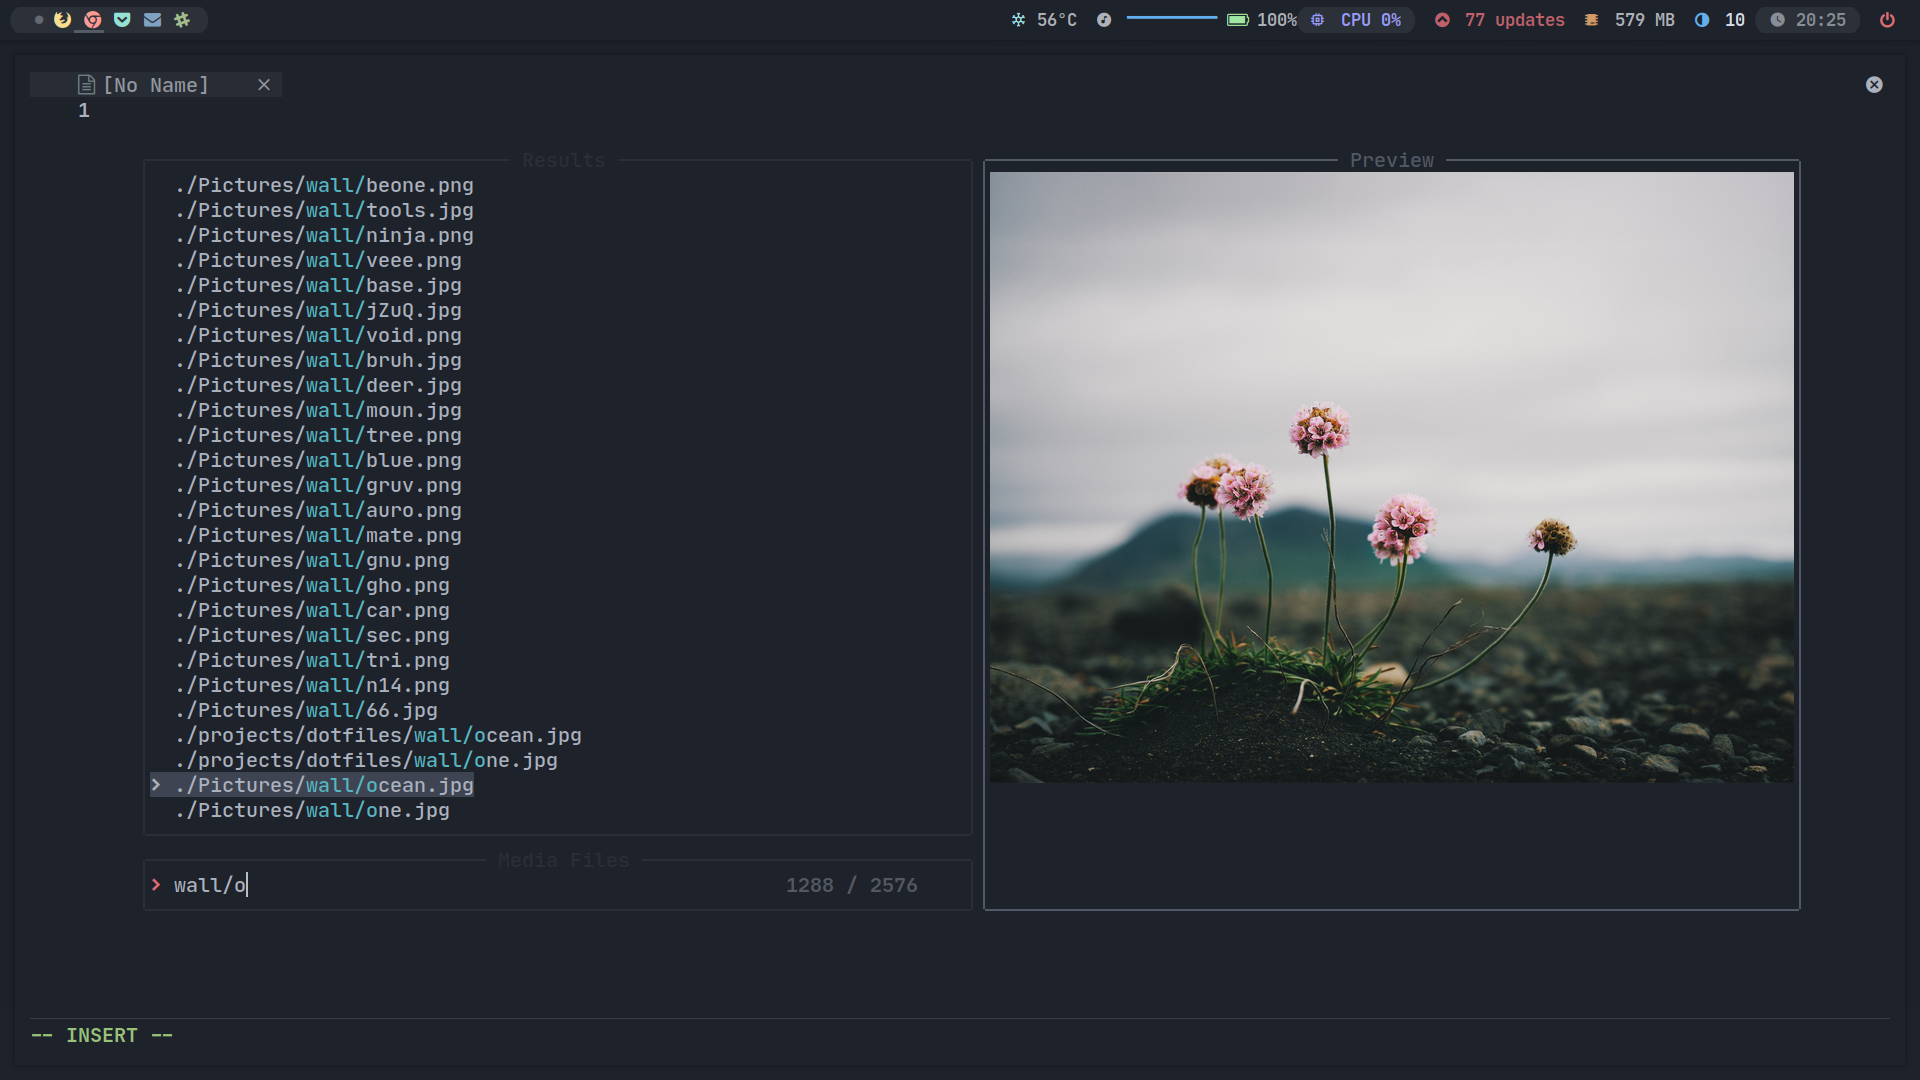 56°C 100% CPU 0% 77 updates 579 MB 10 20:25
[No Name]
1
Results
./Pictures/wall/beone.png
./Pictures/wall/tools.jpg
./Pictures/wall/ninja.png
./Pictures/wall/veee.png
./Pictures/wall/base.jpg
./Pictures/wall/jZuQ.jpg
./Pictures/wall/void.png
./Pictures/wall/bruh.jpg
./Pictures/wall/deer.jpg
./Pictures/wall/moun.jpg
./Pictures/wall/tree.png
./Pictures/wall/blue.png
./Pictures/wall/gruv.png
./Pictures/wall/auro.png
./Pictures/wall/mate.png
./Pictures/wall/gnu.png
./Pictures/wall/gho.png
./Pictures/wall/car.png
./Pictures/wall/sec.png
./Pictures/wall/tri.png
./Pictures/wall/n14.png
./Pictures/wall/66.jpg
./projects/dotfiles/wall/ocean.jpg
./projects/dotfiles/wall/one.jpg
> ./Pictures/wall/ocean.jpg
./Pictures/wall/one.jpg
Media Files
> wall/o 1288 / 2576
Preview
-- INSERT --